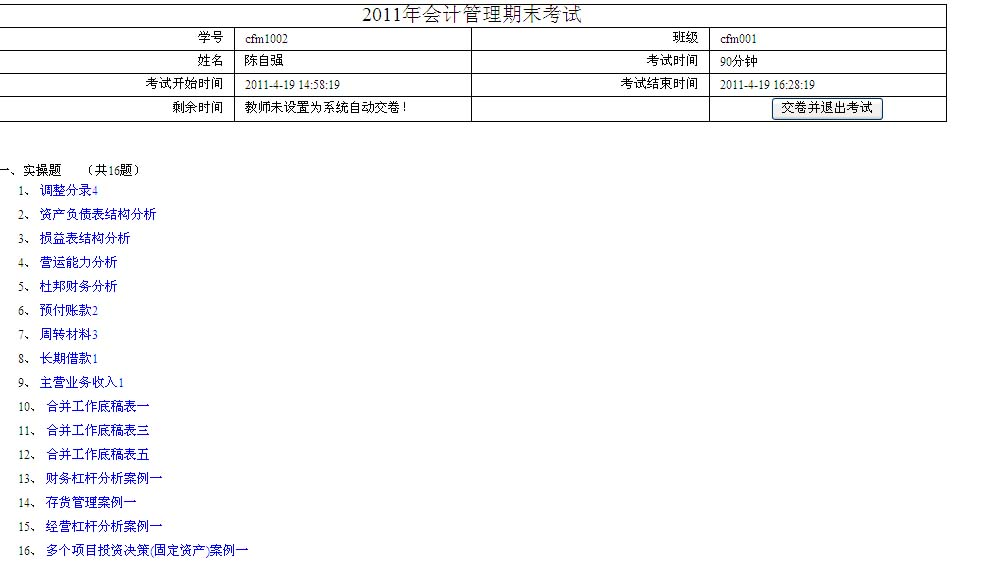 2011年会计管理期末考试
学号 cfm1002 班级 cfm001
姓名 陈自强 考试时间 90分钟
考试开始时间 2011-4-19 14:58:19 考试结束时间 2011-4-19 16:28:19
剩余时间 教师未设置为系统自动交卷! 交卷并退出考试
一、实操题 （共16题）
1、 调整分录4
2、 资产负债表结构分析
3、 损益表结构分析
4、 营运能力分析
5、 杜邦财务分析
6、 预付账款2
7、 周转材料3
8、 长期借款1
9、 主营业务收入1
10、 合并工作底稿表一
11、 合并工作底稿表三
12、 合并工作底稿表五
13、 财务杠杆分析案例一
14、 存货管理案例一
15、 经营杠杆分析案例一
16、 多个项目投资决策(固定资产)案例一